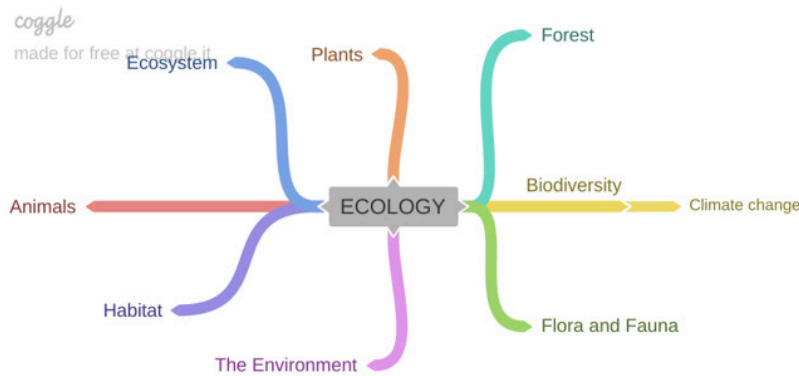 coggle
made for free at coggle.it
Ecosystem
Plants
Forest
Animals
ECOLOGY
Biodiversity
Climate change
Habitat
The Environment
Flora and Fauna